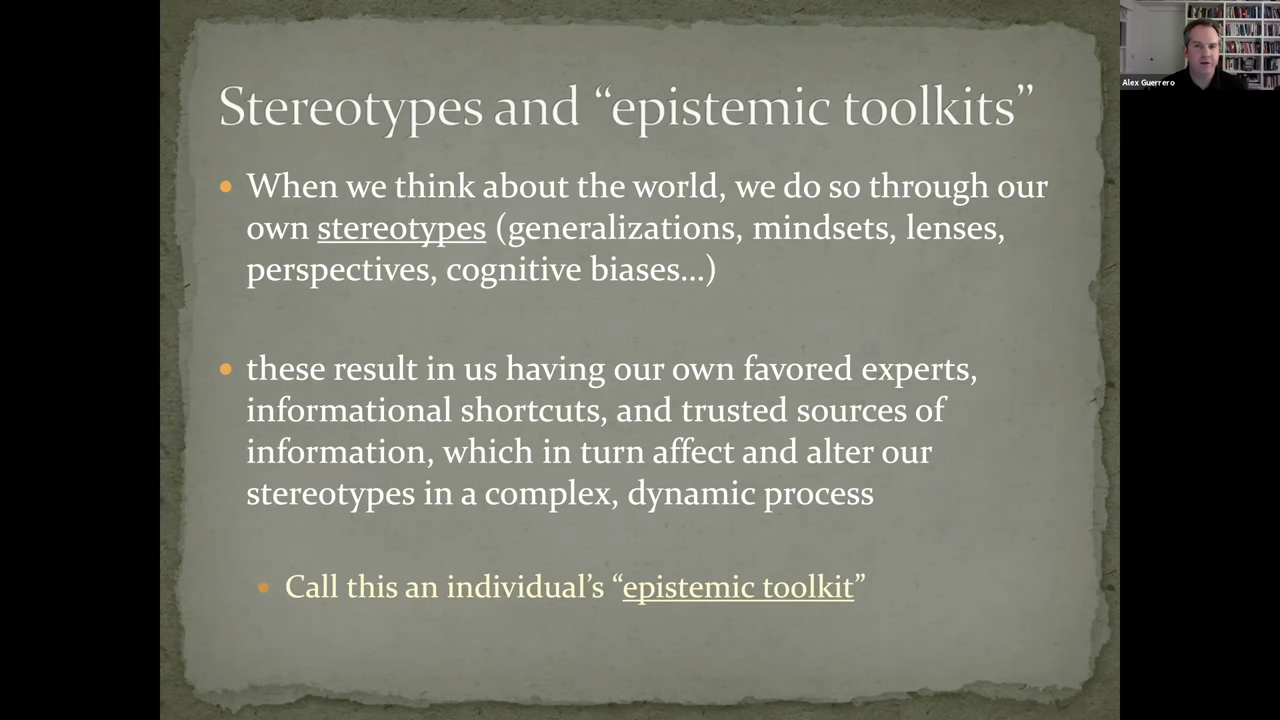 Stereotypes and “epistemic toolkits”
Alex Guerrero
• When we think about the world, we do so through our
own stereotypes (generalizations, mindsets, lenses,
perspectives, cognitive biases...)
• these result in us having our own favored experts,
informational shortcuts, and trusted sources of
information, which in turn affect and alter our
stereotypes in a complex, dynamic process
• Call this an individual’s “epistemic toolkit”